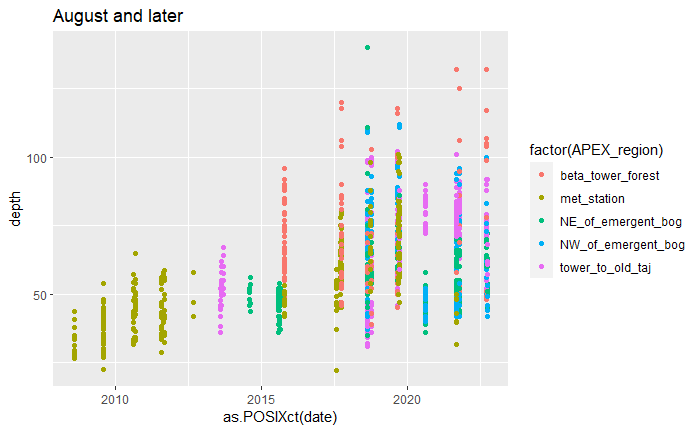 August and later
100
50
depth
2010
2015
2020
as.POSIXct(date)
factor(APEX_region)
beta_tower_forest
met_station
NE_of_emergent_bog
NW_of_emergent_bog
tower_to_old_taj